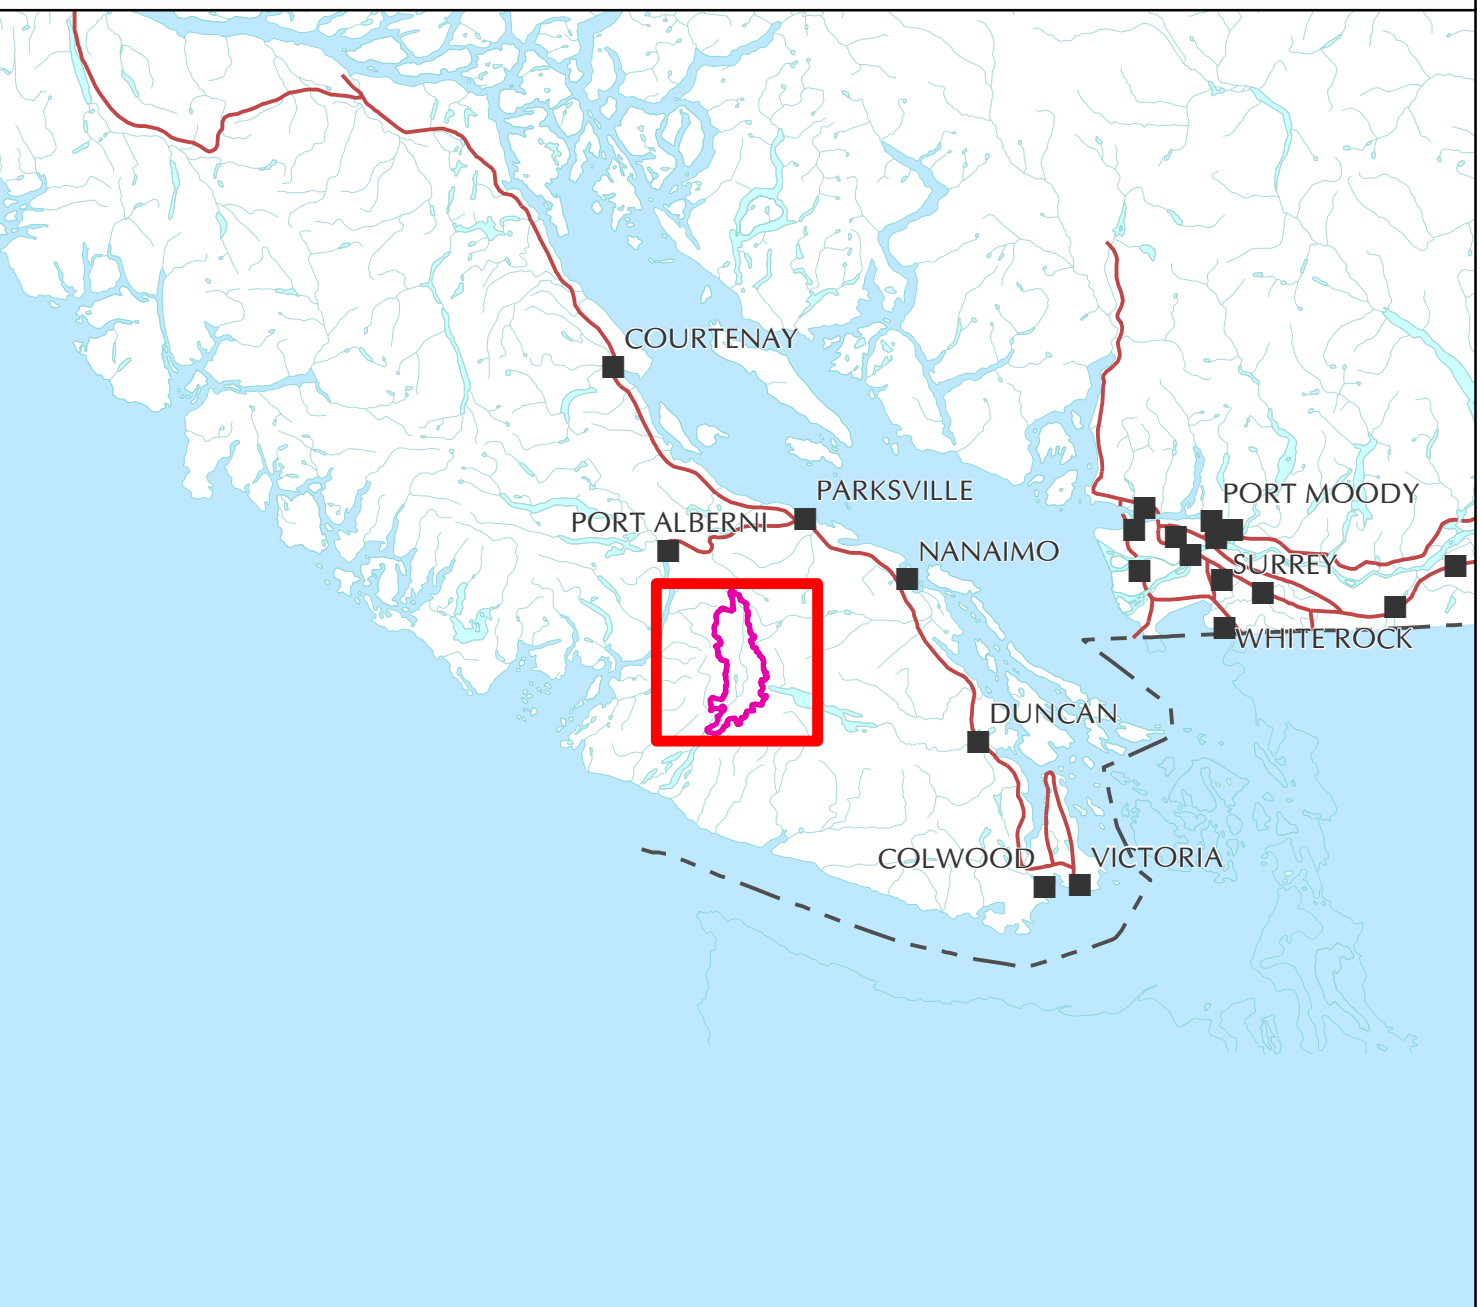 COURTENAY
PARKSVILLE
PORT MOODY
PORT ALBERNI
NANAIMO
SURREY
WHITE ROCK
DUNCAN
COLWOOD
VICTORIA